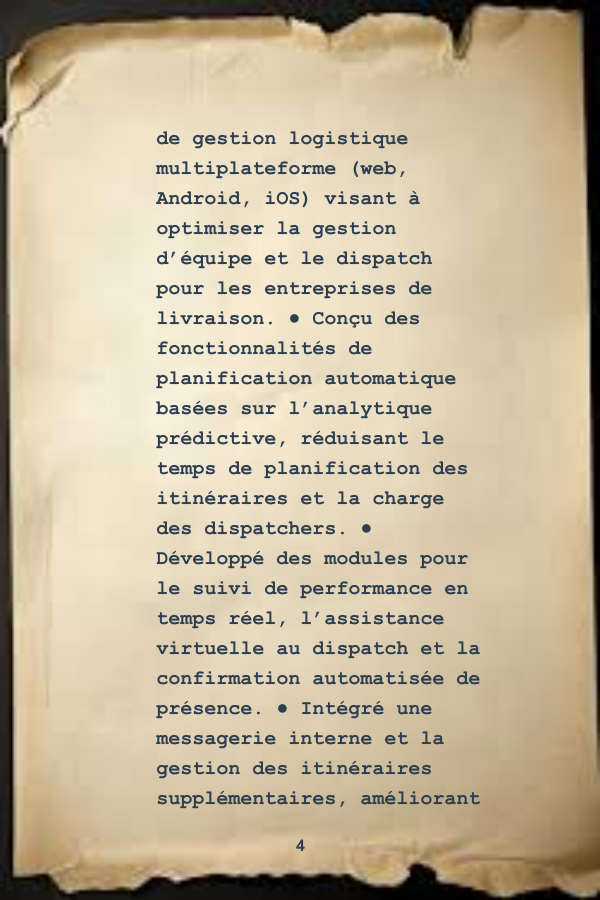 de gestion logistique
multiplateforme (web,
Android, iOS) visant à
optimiser la gestion
d’équipe et le dispatch
pour les entreprises de
livraison. ● Conçu des
fonctionnalités de
planification automatique
basées sur l’analytique
prédictive, réduisant le
temps de planification des
itinéraires et la charge
des dispatchers. ●
Développé des modules pour
le suivi de performance en
temps réel, l’assistance
virtuelle au dispatch et la
confirmation automatisée de
présence. ● Intégré une
messagerie interne et la
gestion des itinéraires
supplémentaires, améliorant
4